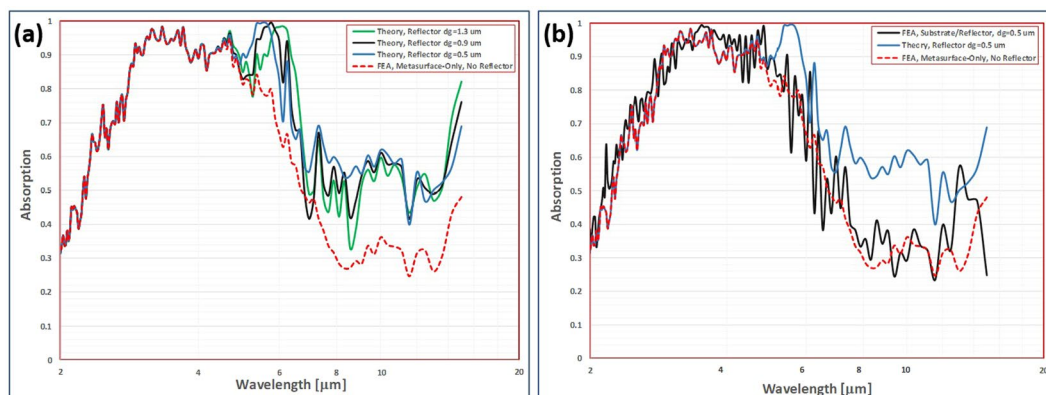 (a)
Theory, Reflector dg=1.3 um
Theory, Reflector dg=0.9 um
Theory, Reflector dg=0.5 um
FEA, Metasurface-Only, No Reflector
Absorption
1
0.9
0.8
0.7
0.6
0.5
0.4
0.3
0.2
0.1
0
2
4
6
8
10
20
Wavelength [μm]
(b)
FEA, Substrate/Reflector, dg=0.5 um
Theory, Reflector dg=0.5 um
FEA, Metasurface-Only, No Reflector
Absorption
1
0.9
0.8
0.7
0.6
0.5
0.4
0.3
0.2
0.1
0
2
4
6
8
10
20
Wavelength [μm]